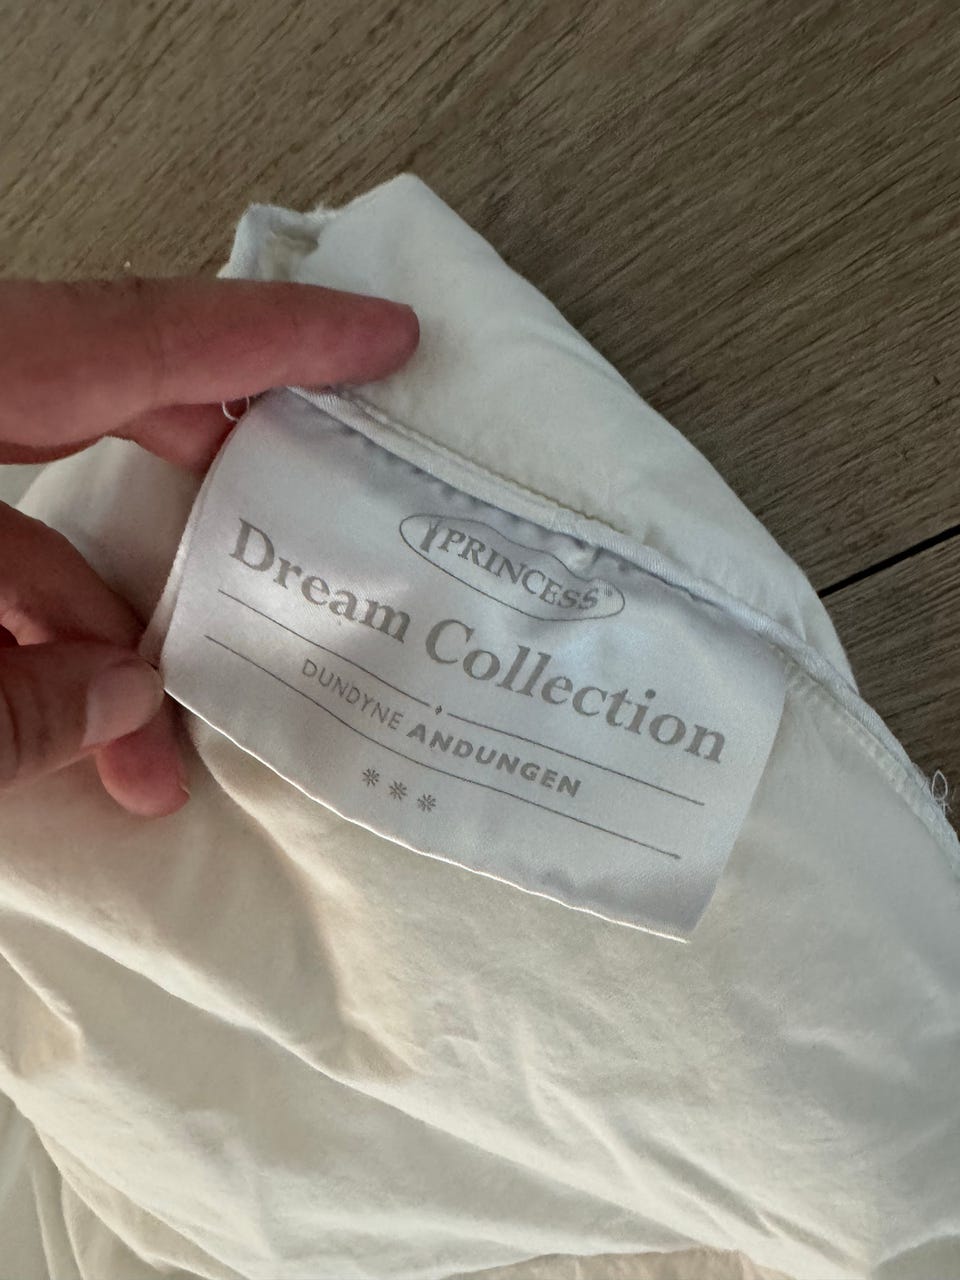 PRINCESS®
Dream Collection
DUNDYNE ANDUNGEN
***